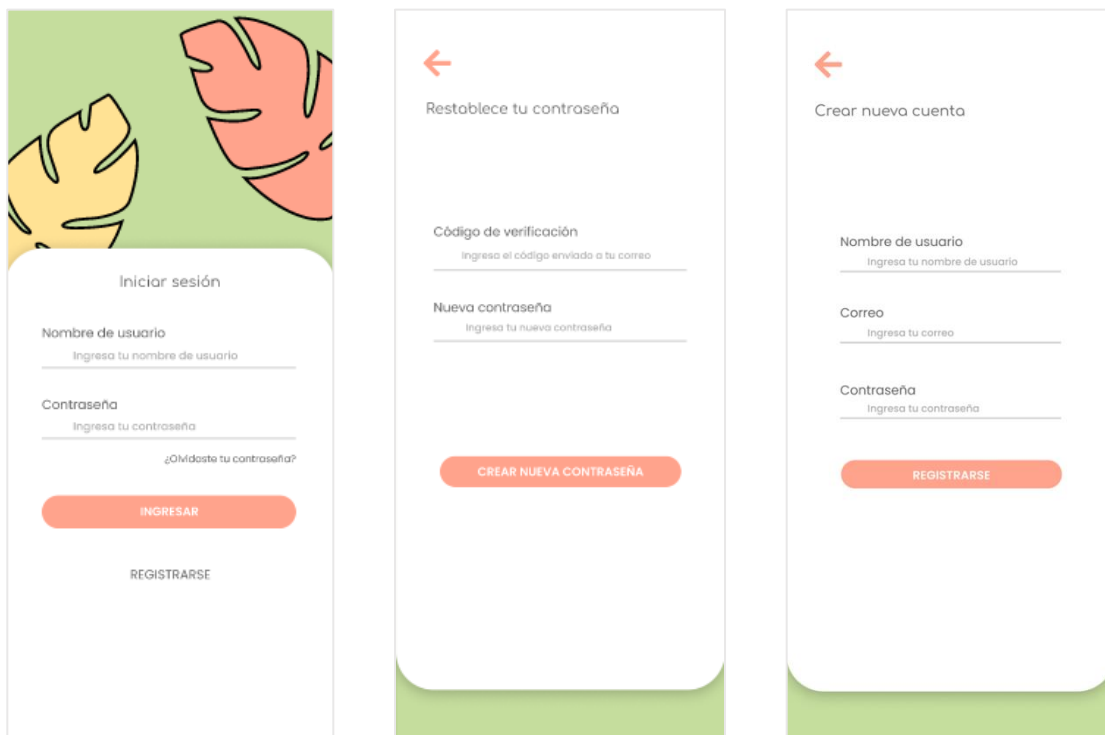 Iniciar sesión
Nombre de usuario
Ingresa tu nombre de usuario
Contraseña
Ingresa tu contraseña
¿Olvidaste tu contraseña?
INGRESAR
REGISTRARSE
Restablece tu contraseña
Código de verificación
Ingresa el código enviado a tu correo
Nueva contraseña
Ingresa tu nueva contraseña
CREAR NUEVA CONTRASEÑA
Crear nueva cuenta
Nombre de usuario
Ingresa tu nombre de usuario
Correo
Ingresa tu correo
Contraseña
Ingresa tu contraseña
REGISTRARSE